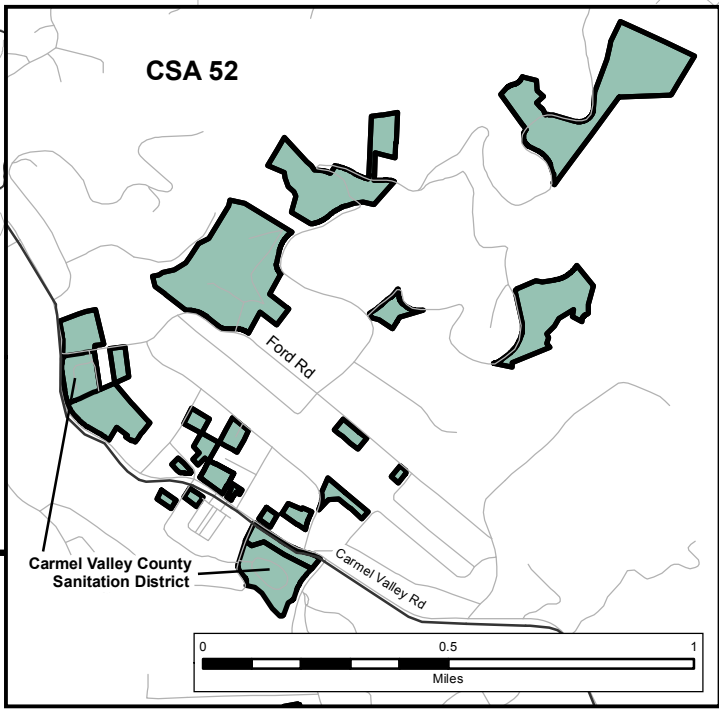 CSA 52
Ford Rd
Carmel Valley County
Sanitation District
Carmel Valley Rd
0 0.5 1
Miles